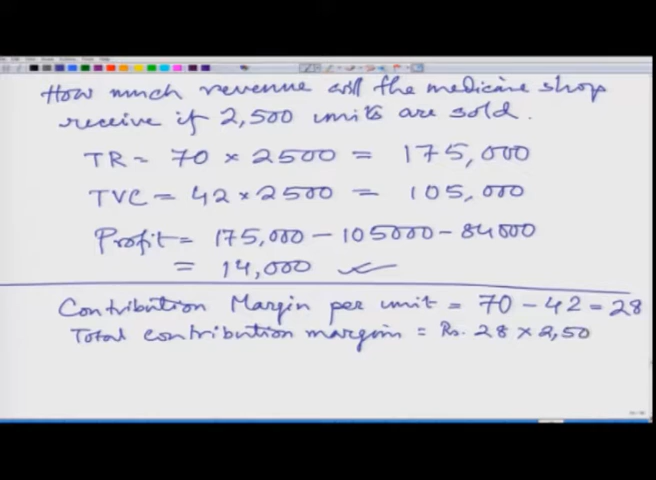 How much revenue will the medicine shop
receive if 2,500 units are sold.
TR = 70 × 2500 = 175,000
TVC = 42 × 2500 = 105,000
Profit = 175,000 - 105000 - 84000
= 14,000 ✓
Contribution Margin per unit = 70 - 42 = 28
Total contribution margin = Rs. 28 × 2,50